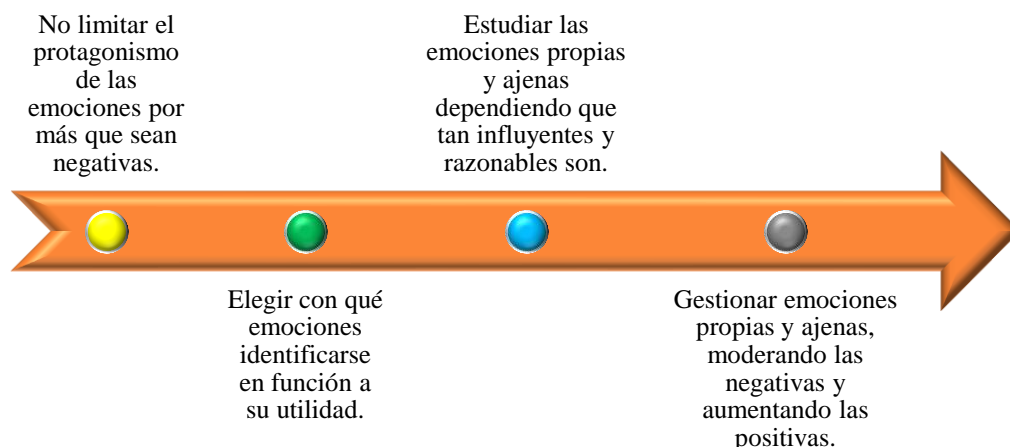 No limitar el
protagonismo
de las
emociones por
más que sean
negativas.
Elegir con qué
emociones
identificarse
en función a
su utilidad.
Estudiar las
emociones propias
y ajenas
dependiendo que
tan influyentes y
razonables son.
Gestionar emociones
propias y ajenas,
moderando las
negativas y
aumentando las
positivas.